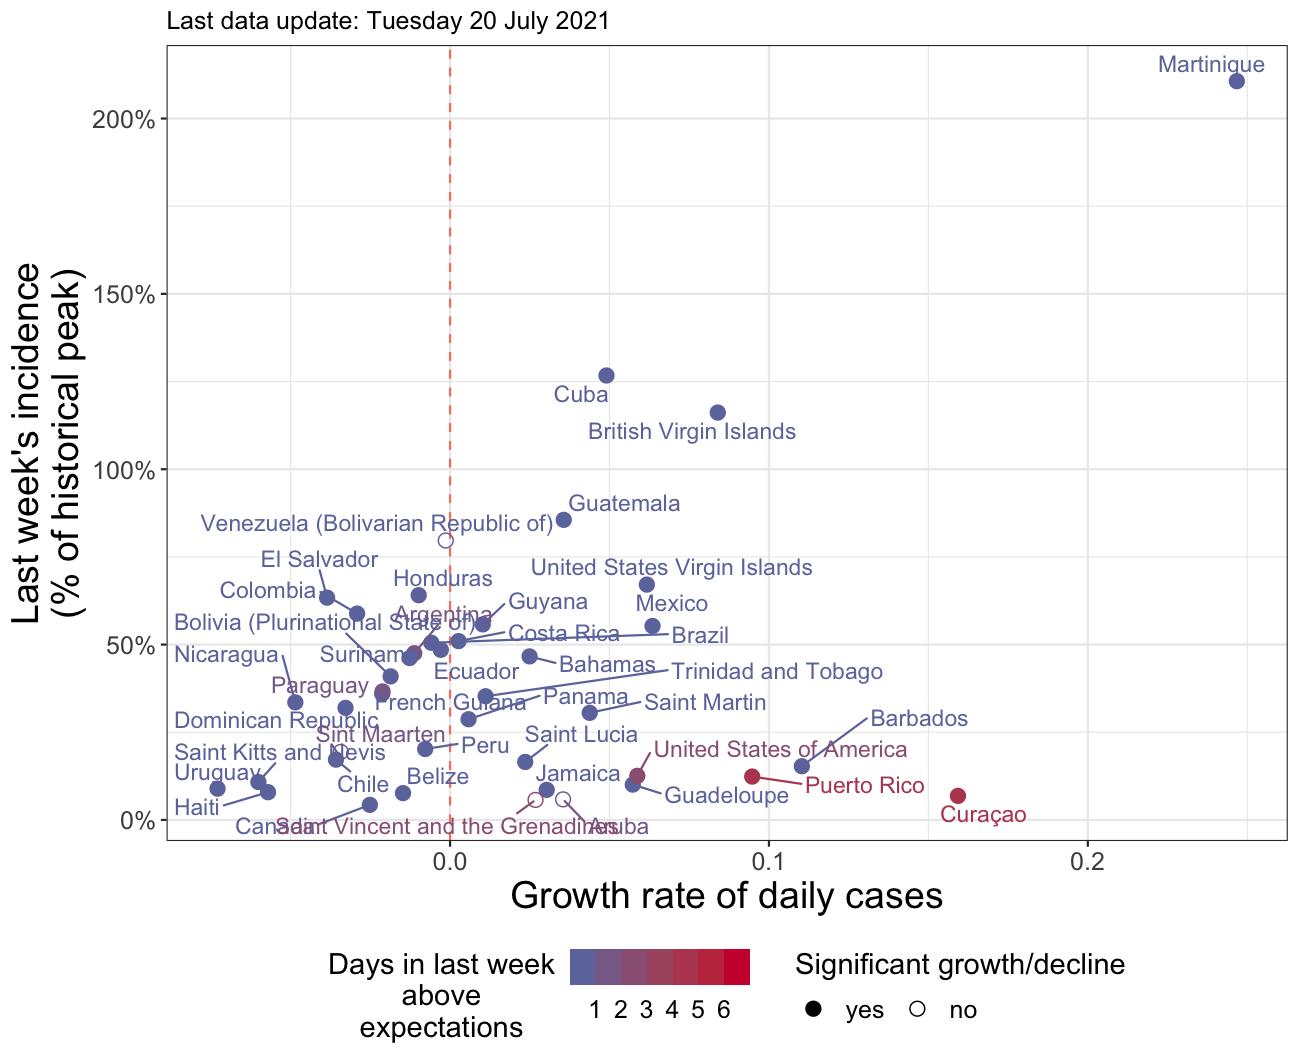 Last data update: Tuesday 20 July 2021
Martinique
200%
150%
Cuba
British Virgin Islands
100%
Guatemala
Venezuela (Bolivarian Republic of)
El Salvador
United States Virgin Islands
Honduras
Colombia
Guyana
Mexico
Argentina
Bolivia (Plurinational State of)
Costa Rica
Brazil
50%
Nicaragua
Suriname
Ecuador
Bahamas
Trinidad and Tobago
Paraguay
French Guiana
Panama
Saint Martin
Dominican Republic
Barbados
Sint Maarten
Saint Lucia
Peru
United States of America
Saint Kitts and Nevis
Uruguay
Chile
Belize
Jamaica
Puerto Rico
Guadeloupe
Haiti
Curaçao
0%
Canada
Saint Vincent and the Grenadines
Aruba
0.0
0.1
0.2
Last week's incidence
(% of historical peak)
Growth rate of daily cases
Days in last week
above
expectations
1 2 3 4 5 6
Significant growth/decline
yes
no